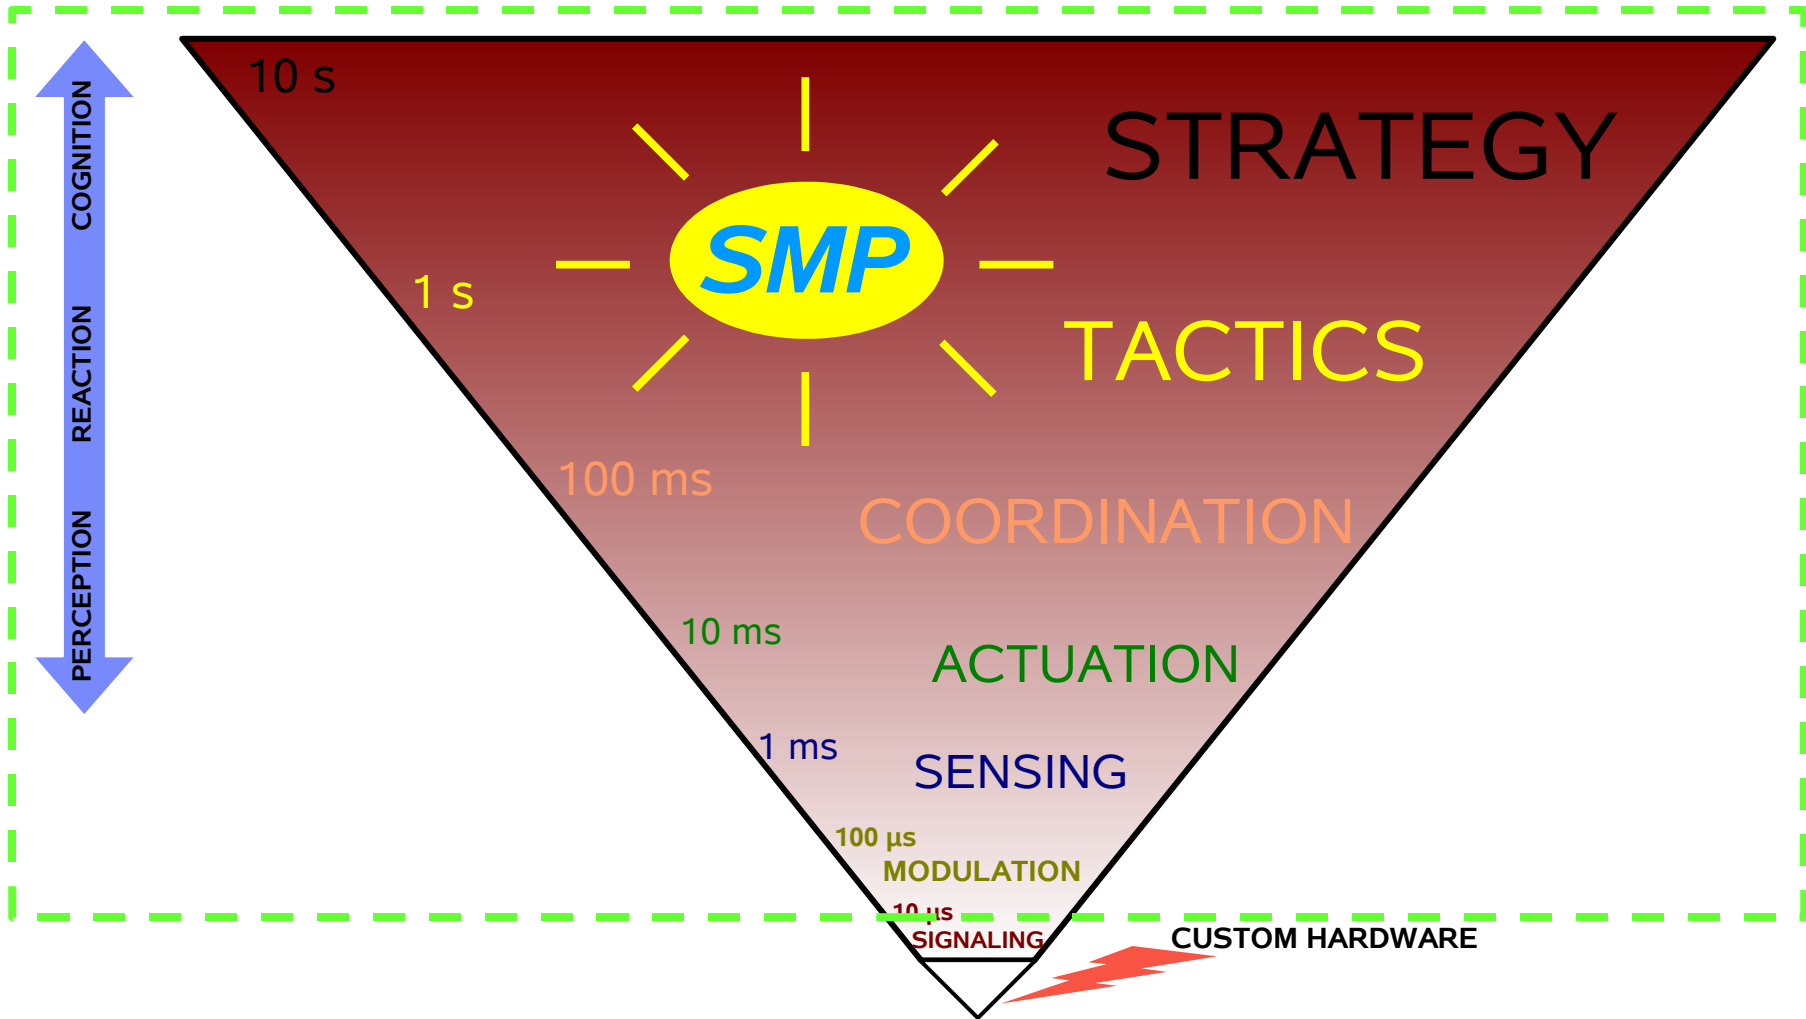 10 s
STRATEGY
COGNITION
SMP
1 s
REACTION
TACTICS
100 ms
COORDINATION
PERCEPTION
10 ms
ACTUATION
1 ms
SENSING
100 µs
MODULATION
10 µs
SIGNALING
CUSTOM HARDWARE